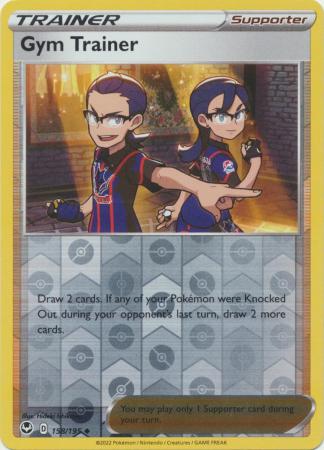 TRAINER Supporter
Gym Trainer
Draw 2 cards. If any of your Pokémon were Knocked
Out during your opponent's last turn, draw 2 more
cards.
Illus. Hideki
D 158/195
You may play only 1 Supporter card during
your turn.
©2022 Pokémon / Nintendo / Creatures / GAME FREAK